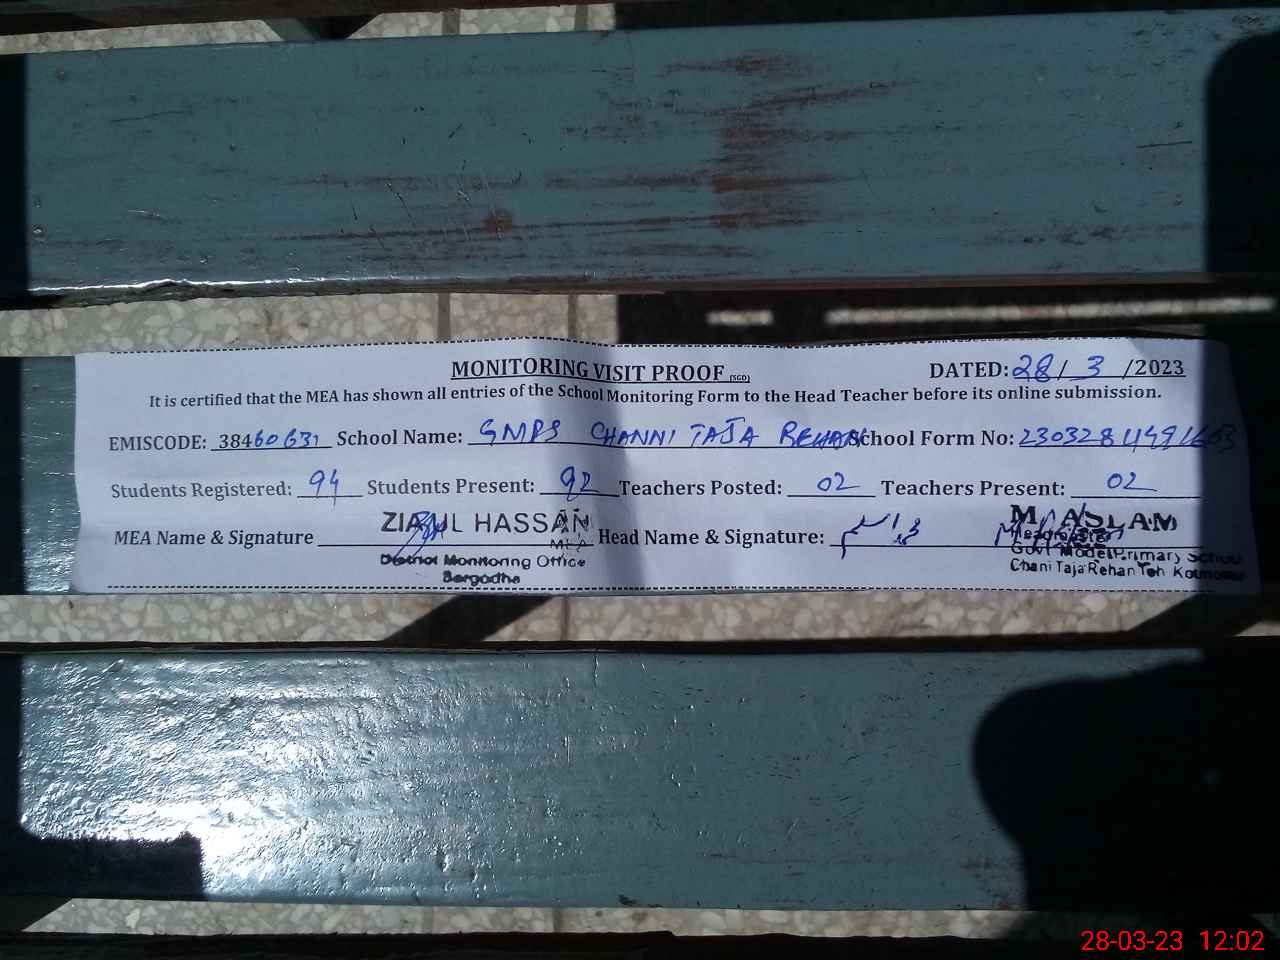 MONITORING VISIT PROOF (SGD) DATED: 28/3/2023
It is certified that the MEA has shown all entries of the School Monitoring Form to the Head Teacher before its online submission.
EMISCODE: 38460631 School Name: GMPS CHANNI TAJA REHAN School Form No:
Students Registered: 94 Students Present: 92 Teachers Posted: 02 Teachers Present: 02
MEA Name & Signature ZIA UL HASSAN Head Name & Signature: M. ASLAM
MEA Headmaster
District Monitoring Office Govt Model Primary School
Sargodha Chani Taja Rehan Teh
28-03-23 12:02